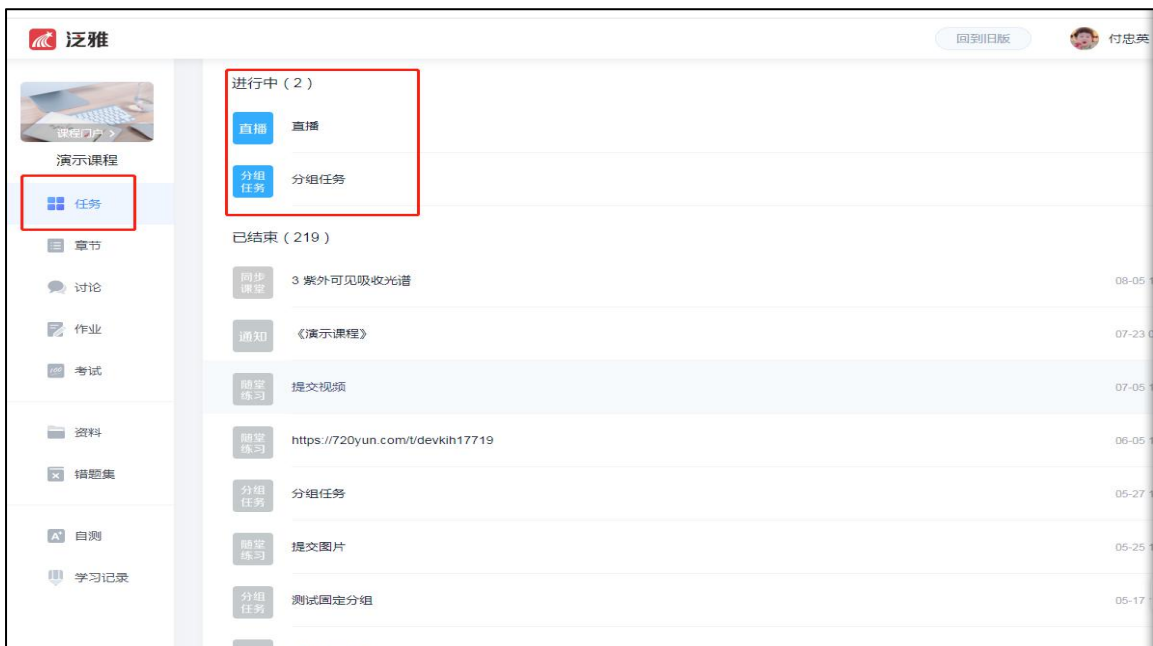 泛雅
回到旧版
付忠英
课程门户 >
演示课程
任务
章节
讨论
作业
考试
资料
错题集
自测
学习记录
进行中（2）
直播
直播
分组
任务
分组任务
已结束（219）
同步
课堂
3 紫外可见吸收光谱
08-05
通知
《演示课程》
07-23
随堂
练习
提交视频
07-05
随堂
练习
https://720yun.com/t/devkih17719
06-05
分组
任务
分组任务
05-27
随堂
练习
提交图片
05-25
分组
任务
测试固定分组
05-17